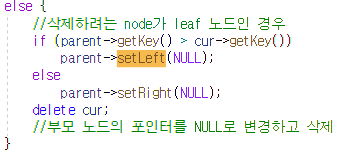 else {
//삭제하려는 node가 leaf 노드인 경우
if (parent->getKey() > cur->getKey())
parent->setLeft(NULL);
else
parent->setRight(NULL);
delete cur;
//부모 노드의 포인터를 NULL로 변경하고 삭제
}